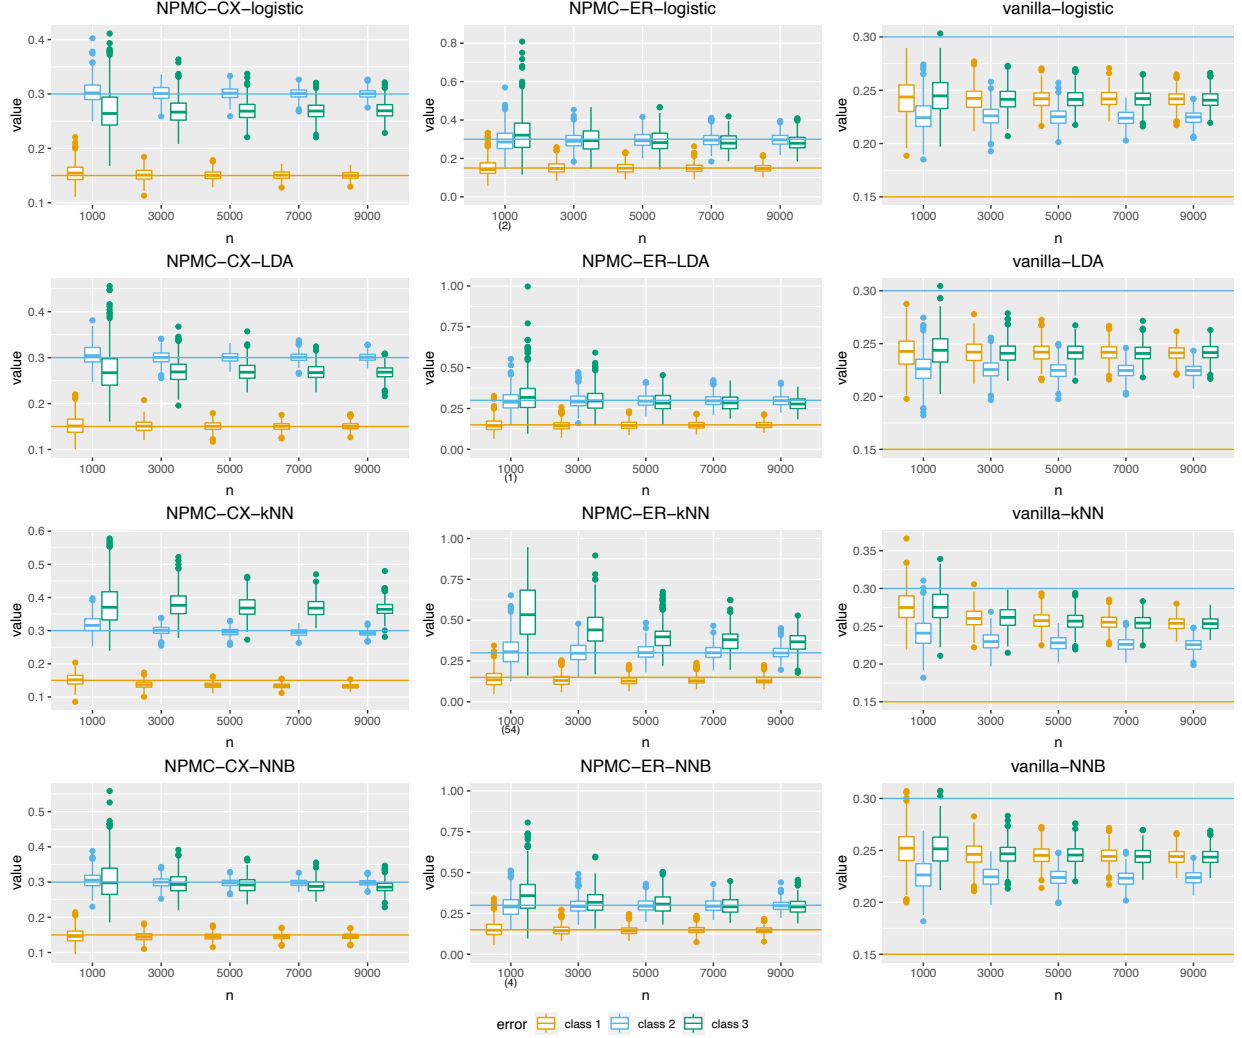 NPMC−CX−logistic
NPMC−ER−logistic
vanilla−logistic
value
0.4
0.3
0.2
0.1
1000 3000 5000 7000 9000
n
value
0.8
0.6
0.4
0.2
0.0
1000 3000 5000 7000 9000
(2)
n
value
0.30
0.25
0.20
0.15
1000 3000 5000 7000 9000
n
NPMC−CX−LDA
NPMC−ER−LDA
vanilla−LDA
value
0.4
0.3
0.2
0.1
1000 3000 5000 7000 9000
n
value
1.00
0.75
0.50
0.25
0.00
1000 3000 5000 7000 9000
(1)
n
value
0.30
0.25
0.20
0.15
1000 3000 5000 7000 9000
n
NPMC−CX−kNN
NPMC−ER−kNN
vanilla−kNN
value
0.6
0.5
0.4
0.3
0.2
0.1
1000 3000 5000 7000 9000
n
value
1.00
0.75
0.50
0.25
0.00
1000 3000 5000 7000 9000
(54)
n
value
0.35
0.30
0.25
0.20
0.15
1000 3000 5000 7000 9000
n
NPMC−CX−NNB
NPMC−ER−NNB
vanilla−NNB
value
0.5
0.4
0.3
0.2
0.1
1000 3000 5000 7000 9000
n
value
1.00
0.75
0.50
0.25
0.00
1000 3000 5000 7000 9000
(4)
n
value
0.30
0.25
0.20
0.15
1000 3000 5000 7000 9000
n
error class 1 class 2 class 3